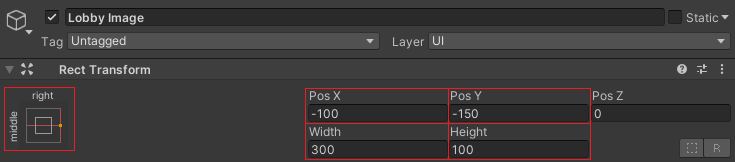 Lobby Image
Static
Tag Untagged Layer UI
Rect Transform
right
middle
Pos X Pos Y Pos Z
-100 -150 0
Width Height
300 100
R